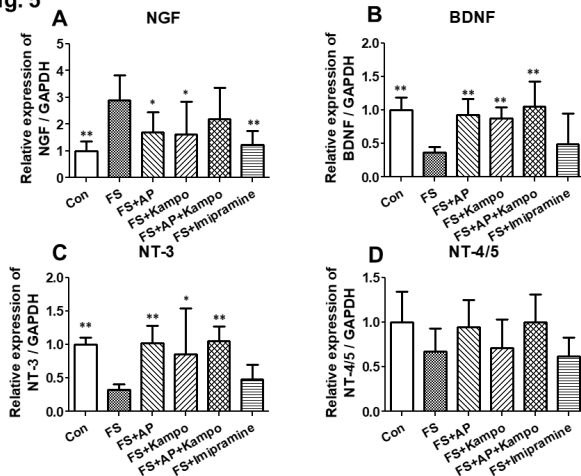 Fig. 5
A
NGF
Relative expression of
NGF / GAPDH
5
4
3
2
1
0
**
*
*
**
Con
FS
FS+AP
FS+Kampo
FS+AP+Kampo
FS+Imipramine
B
BDNF
Relative expression of
BDNF / GAPDH
2.0
1.5
1.0
0.5
0.0
**
**
**
**
Con
FS
FS+AP
FS+Kampo
FS+AP+Kampo
FS+Imipramine
C
NT-3
Relative expression of
NT-3 / GAPDH
2.0
1.5
1.0
0.5
0.0
**
**
*
**
Con
FS
FS+AP
FS+Kampo
FS+AP+Kampo
FS+Imipramine
D
NT-4/5
Relative expression of
NT-4/5 / GAPDH
1.5
1.0
0.5
0.0
Con
FS
FS+AP
FS+Kampo
FS+AP+Kampo
FS+Imipramine